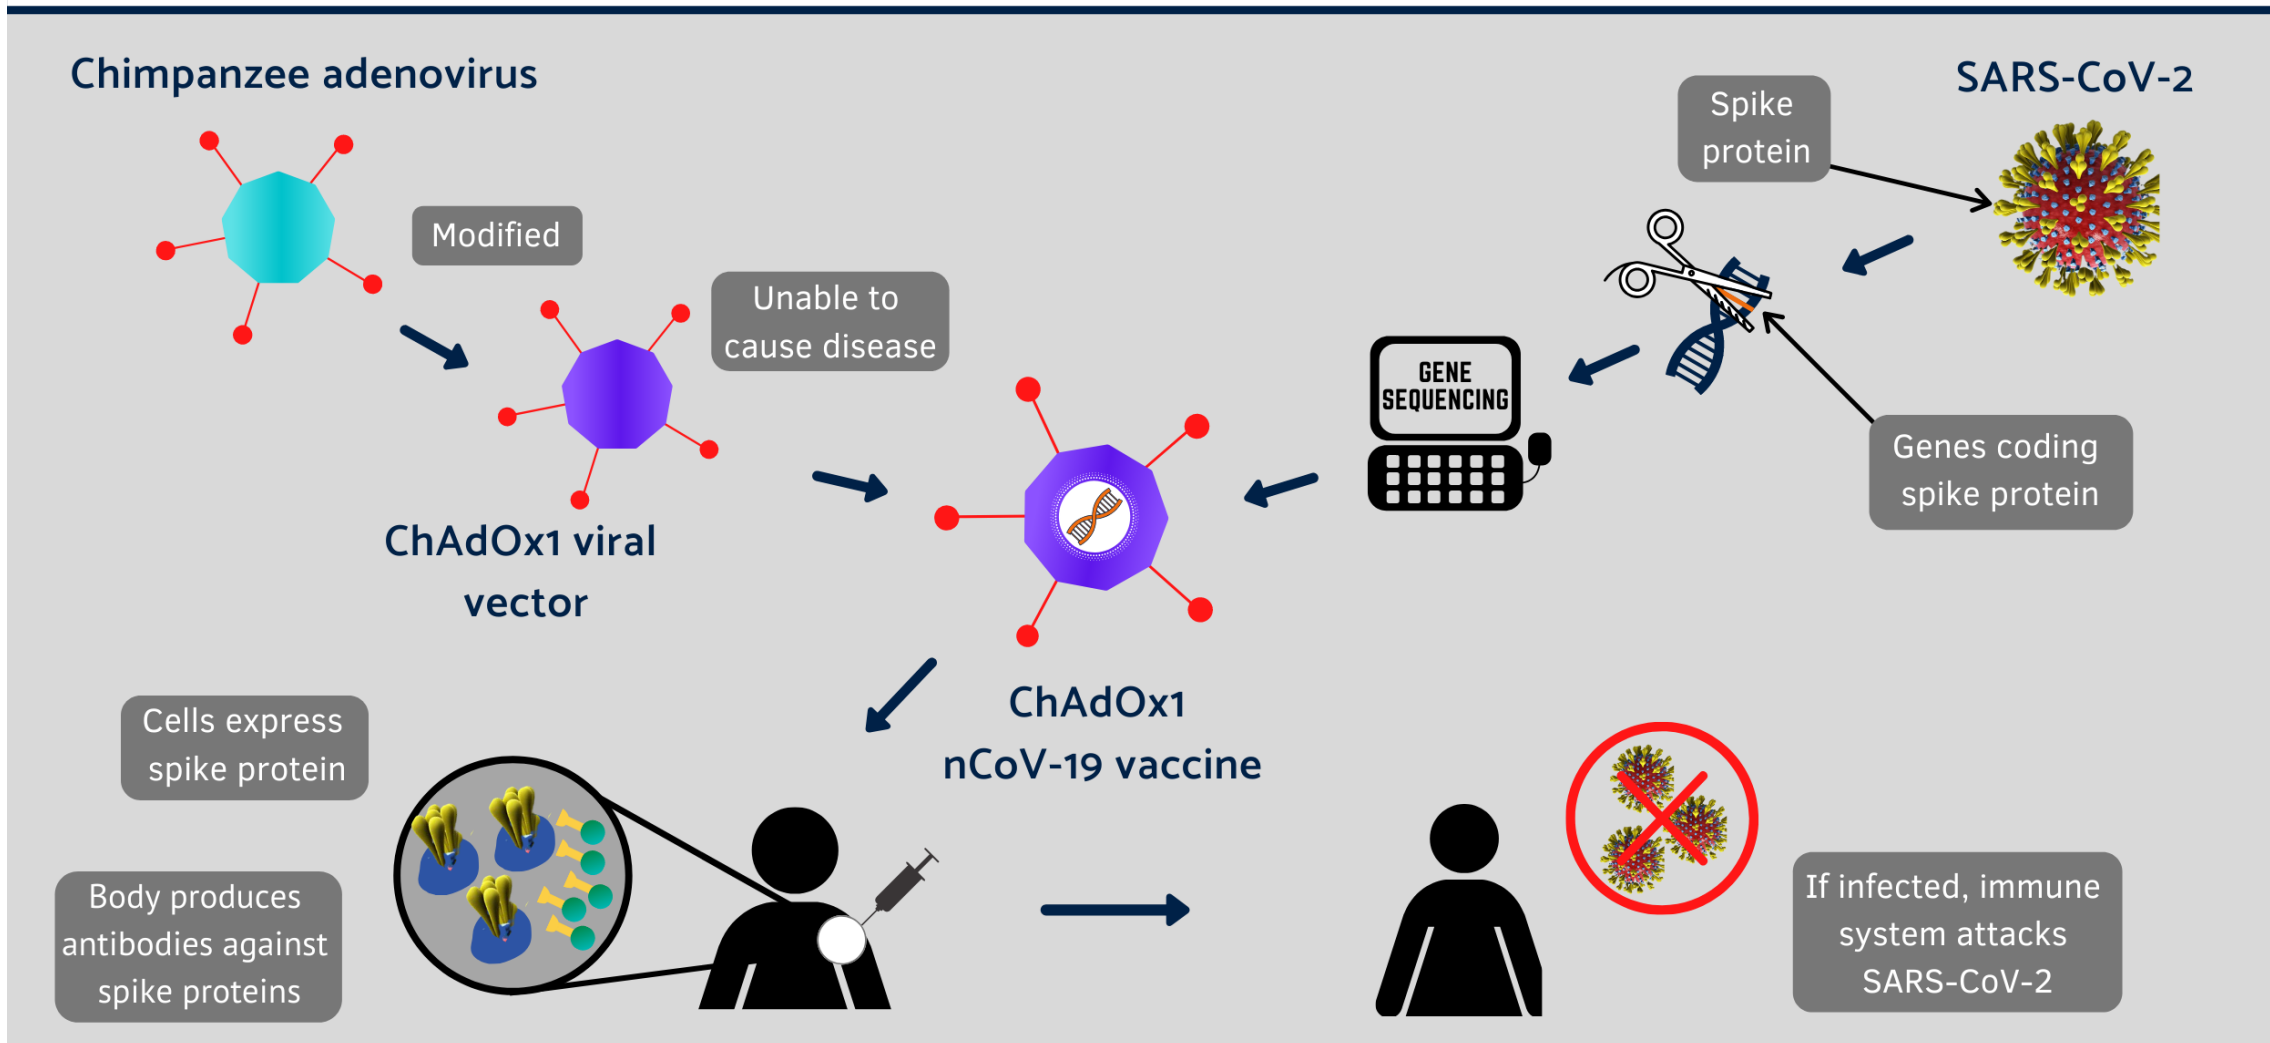 Chimpanzee adenovirus
SARS-CoV-2
Spike
protein
Modified
Unable to
cause disease
GENE
SEQUENCING
Genes coding
spike protein
ChAdOx1 viral
vector
ChAdOx1
nCoV-19 vaccine
Cells express
spike protein
Body produces
antibodies against
spike proteins
If infected, immune
system attacks
SARS-CoV-2